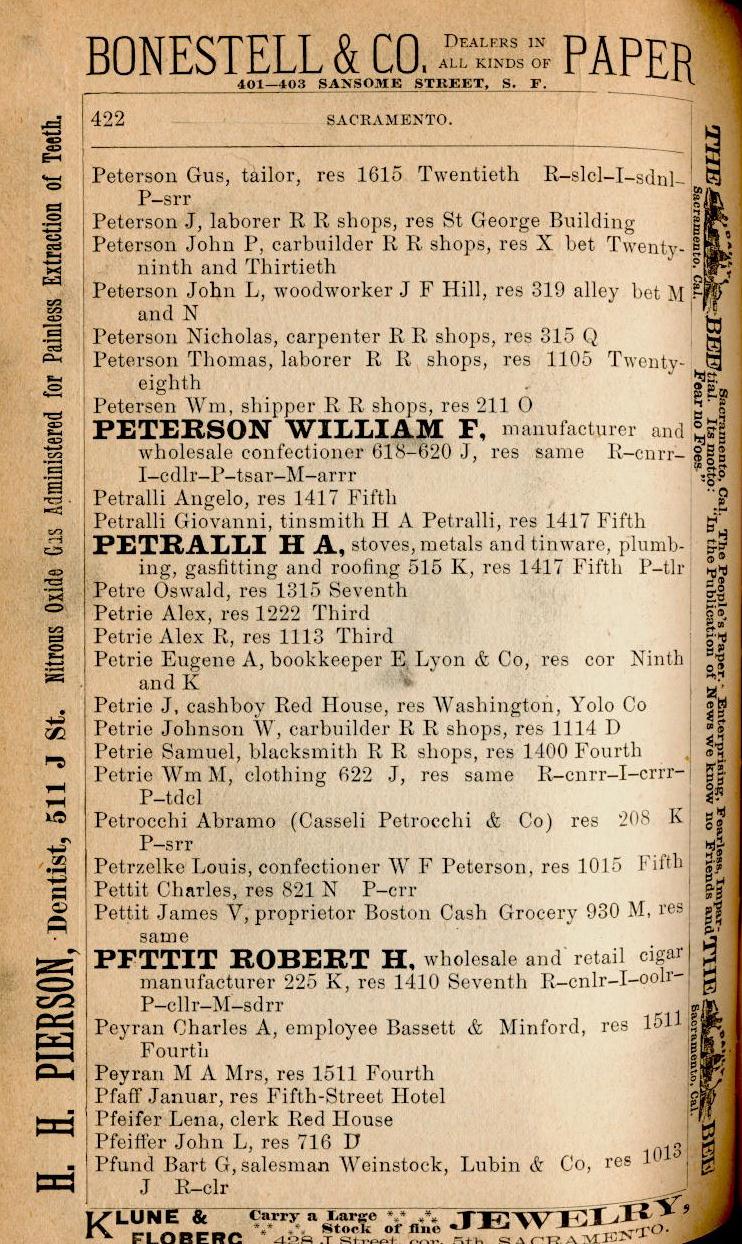 BONESTELL & CO. DEALERS IN ALL KINDS OF PAPER
401—403 SANSOME STREET, S. F.
422 SACRAMENTO.
Peterson Gus, tailor, res 1615 Twentieth R–slcl–I–sdnl–
P–srr
Peterson J, laborer R R shops, res St George Building
Peterson John P, carbuilder R R shops, res X bet Twenty-
ninth and Thirtieth
Peterson John L, woodworker J F Hill, res 319 alley bet M
and N
Peterson Nicholas, carpenter R R shops, res 315 Q
Peterson Thomas, laborer R R shops, res 1105 Twenty-
eighth
Petersen Wm, shipper R R shops, res 211 O
PETERSON WILLIAM F, manufacturer and
wholesale confectioner 618–620 J, res same R–cnrr–
I–cdlr–P–tsar–M–arrr
Petralli Angelo, res 1417 Fifth
Petralli Giovanni, tinsmith H A Petralli, res 1417 Fifth
PETRALLI H A, stoves, metals and tinware, plumb-
ing, gasfitting and roofing 515 K, res 1417 Fifth P–tlr
Petre Oswald, res 1315 Seventh
Petrie Alex, res 1222 Third
Petrie Alex R, res 1113 Third
Petrie Eugene A, bookkeeper E Lyon & Co, res cor Ninth
and K
Petrie J, cashboy Red House, res Washington, Yolo Co
Petrie Johnson W, carbuilder R R shops, res 1114 D
Petrie Samuel, blacksmith R R shops, res 1400 Fourth
Petrie Wm M, clothing 622 J, res same R–cnrr–I–crrr–
P–tdcl
Petrocchi Abramo (Casseli Petrocchi & Co) res 208 K
P–srr
Petrzelke Louis, confectioner W F Peterson, res 1015 Fifth
Pettit Charles, res 821 N P–crr
Pettit James V, proprietor Boston Cash Grocery 930 M, res
same
PETTIT ROBERT H, wholesale and retail cigar
manufacturer 225 K, res 1410 Seventh R–cnlr–I–oolr–
P–cllr–M–sdrr
Peyran Charles A, employee Bassett & Minford, res 1511
Fourth
Peyran M A Mrs, res 1511 Fourth
Pfaff Januar, res Fifth-Street Hotel
Pfeifer Lena, clerk Red House
Pfeiffer John L, res 716 D
Pfund Bart G, salesman Weinstock, Lubin & Co, res 1013
J R–clr
KLUNE & FLOBERG Carry a Large Stock of fine JEWELRY,
428 J Street, cor. 5th, SACRAMENTO.
H. H. PIERSON, Dentist, 511 J St. Nitrous Oxide Gas Administered for Painless Extraction of Teeth.
THE DAILY BEE
Sacramento, Cal.
Sacramento, Cal. The People's Paper. Enterprising, Fearless, Impar-
tial. Its motto: "In the Publication of News we know no Friends and
Fear no Foes."
THE DAILY BEE
Sacramento, Cal.